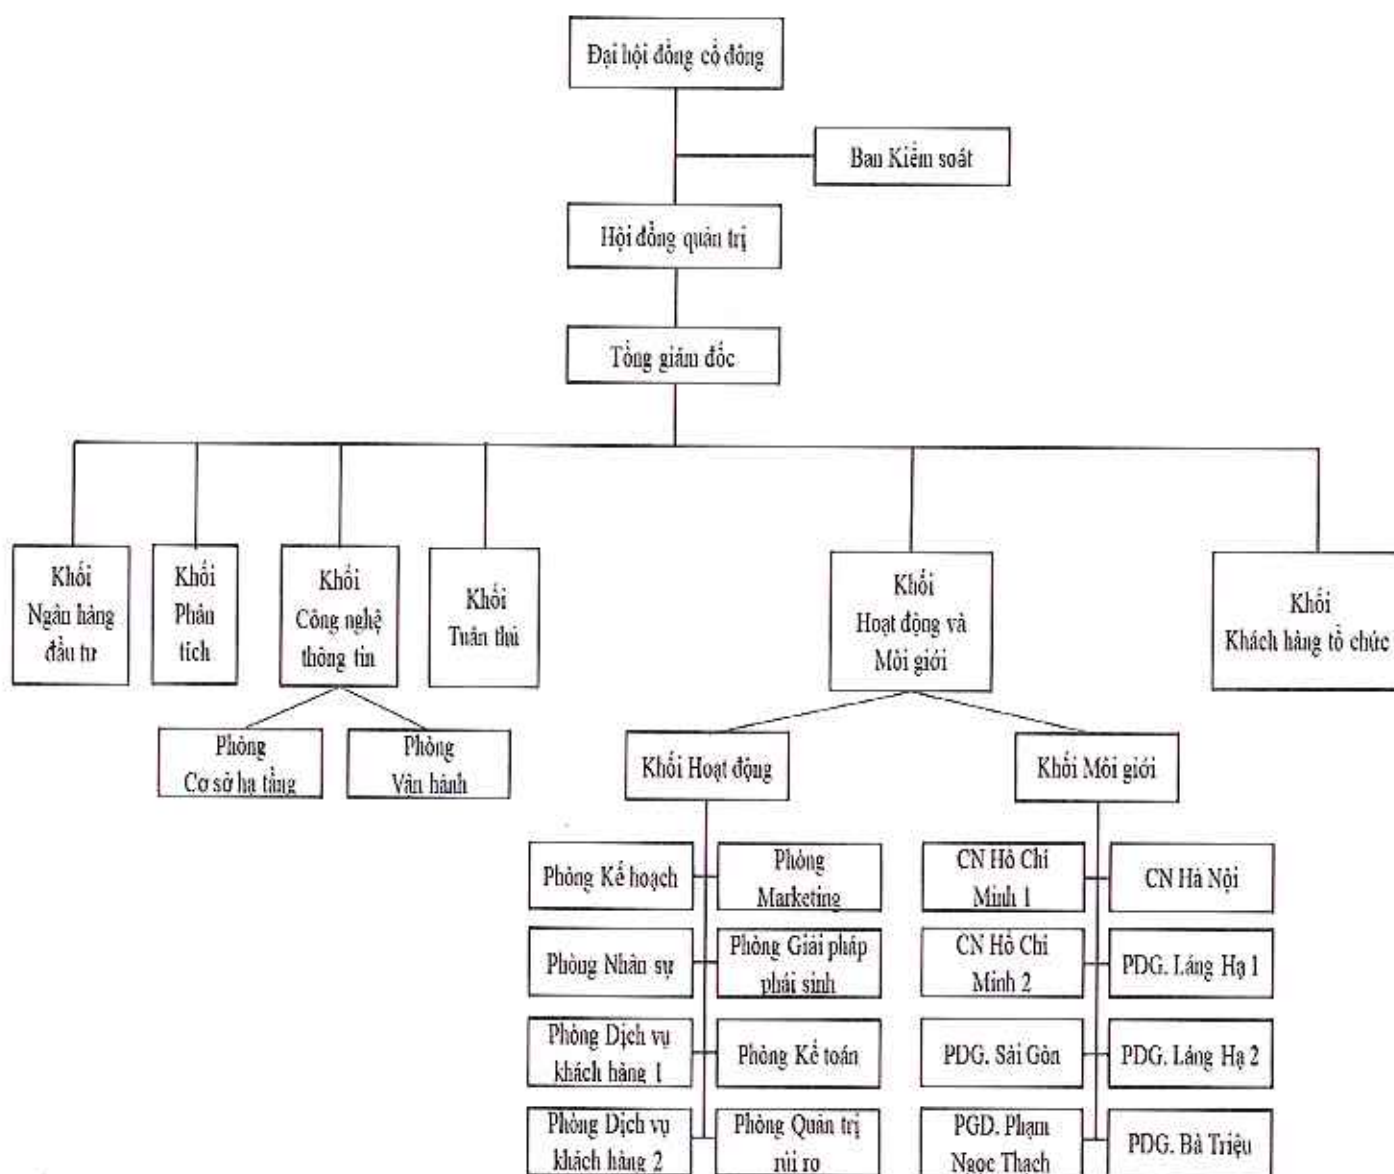 Đại hội đồng cổ đông
Ban Kiểm soát
Hội đồng quản trị
Tổng giám đốc
Khối
Ngân hàng
đầu tư
Khối
Phân
tích
Khối
Công nghệ
thông tin
Khối
Tuân thủ
Khối
Hoạt động và
Môi giới
Khối
Khách hàng tổ chức
Phòng
Cơ sở hạ tầng
Phòng
Vận hành
Khối Hoạt động
Khối Môi giới
Phòng Kế hoạch
Phòng
Marketing
CN Hồ Chí
Minh 1
CN Hà Nội
Phòng Nhân sự
Phòng Giải pháp
phái sinh
CN Hồ Chí
Minh 2
PDG. Láng Hạ 1
Phòng Dịch vụ
khách hàng 1
Phòng Kế toán
PDG. Sài Gòn
PDG. Láng Hạ 2
Phòng Dịch vụ
khách hàng 2
Phòng Quản trị
rủi ro
PGD. Phạm
Ngọc Thạch
PDG. Bà Triệu